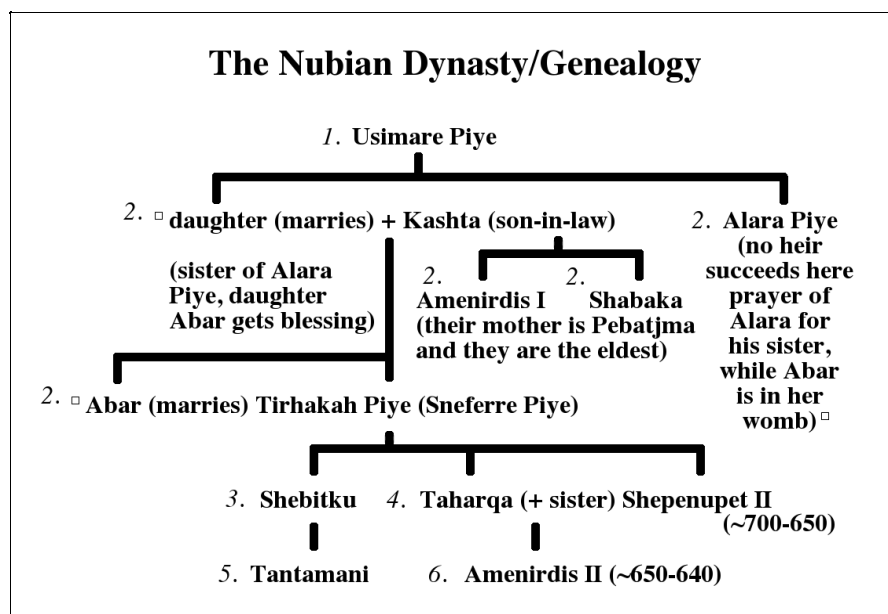 The Nubian Dynasty/Genealogy
1. Usimare Piye
2. □ daughter (marries) + Kashta (son-in-law)
(sister of Alara
Piye, daughter
Abar gets blessing)
2. Amenirdis I
2. Shabaka
(their mother is Pebatjma
and they are the eldest)
2. Alara Piye
(no heir
succeeds here
prayer of
Alara for
his sister,
while Abar
is in her
womb) □
2. □ Abar (marries) Tirhakah Piye (Sneferre Piye)
3. Shebitku
4. Taharqa (+ sister) Shepenupet II
(~700-650)
5. Tantamani
6. Amenirdis II (~650-640)